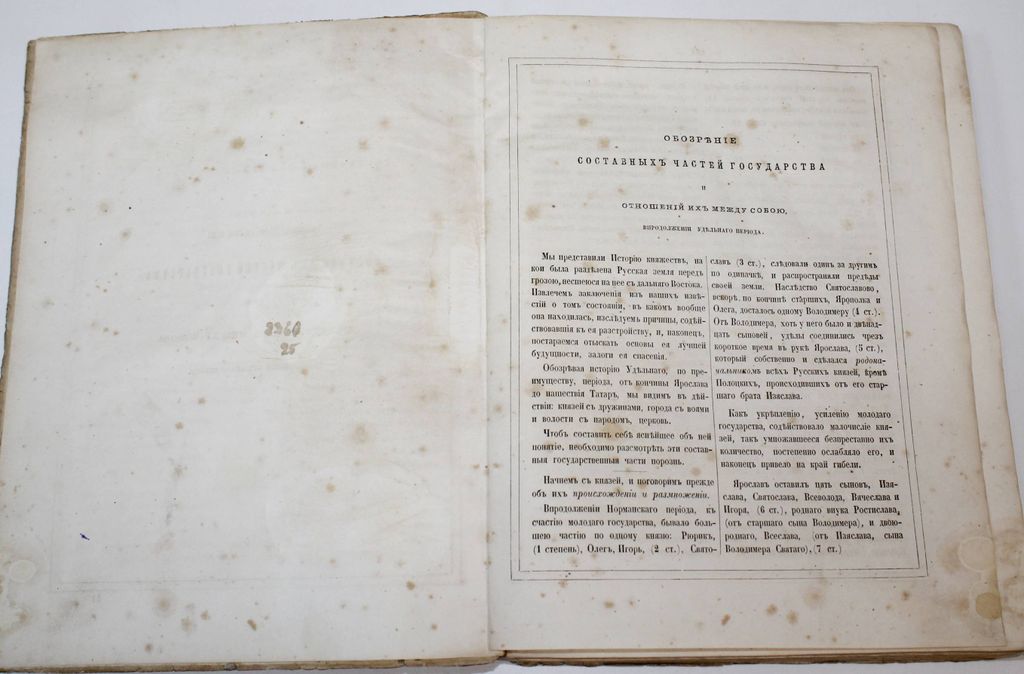 3360
25
ОБОЗРѢНІЕ
СОСТАВНЫХЪ ЧАСТЕЙ ГОСУДАРСТВА
И
ОТНОШЕНІЙ ИХЪ МЕЖДУ СОБОЮ,
ВПРОДОЛЖЕНІИ УДѢЛЬНАГО ПЕРІОДА.
Мы представили Исторію княжествъ, на
кои была раздѣлена Русская земля передъ
грозою, несшеюся на нее съ дальняго Востока.
Извлечемъ заключенія изъ нашихъ извѣ-
стій о томъ состояніи, въ какомъ вообще
она находилась, изслѣдуемъ причины, содѣй-
ствовавшія къ ея разстройству, и, наконецъ,
постараемся отыскать основы ея лучшей
будущности, залоги ея спасенія.
Обозрѣвая исторію Удѣльнаго, по пре-
имуществу, періода, отъ кончины Ярослава
до нашествія Татаръ, мы видимъ въ дѣй-
ствіи: князей съ дружинами, города съ воями
и волости съ народомъ, церковь.
Чтобъ составить себѣ яснѣйшее объ ней
понятіе, необходимо разсмотрѣть эти состав-
ныя государственныя части порознь.
Начнемъ съ князей, и поговоримъ прежде
объ ихъ происхожденіи и размноженіи.
Впродолженіи Норманскаго періода, къ
счастію молодаго государства, бывало боль-
шею частію по одному князю: Рюрикъ,
(1 степень), Олегъ, Игорь, (2 ст.), Свято-
славъ (3 ст.), слѣдовали одинъ за другимъ
по одиначкѣ, и распространяли предѣлы
своей земли. Наслѣдство Святославово,
вскорѣ по кончинѣ старшихъ, Ярополка и
Олега, досталось одному Володимеру (4 ст.).
Отъ Володимера, хоть у него было и двѣнад-
цать сыновей, удѣлы соединились чрезъ
короткое время въ рукѣ Ярослава, (5 ст.),
который собственно и сдѣлался родона-
чальникомъ всѣхъ Русскихъ князей, кромѣ
Полоцкихъ, происходившихъ отъ его стар-
шаго брата Изяслава.
Какъ укрѣпленію, усиленію молодаго
государства, содѣйствовало малочисліе кня-
зей, такъ умножавшееся безпрестанно ихъ
количество, постепенно ослабляло его, и
наконецъ привело на край гибели.
Ярославъ оставилъ пять сыновъ, Изя-
слава, Святослава, Всеволода, Вячеслава и
Игоря, (6 ст.), роднаго внука Ростислава,
(отъ старшаго сына Володимера), и двою-
роднаго, Всеслава, (отъ Изяслава, сына
Володимера Святаго), (7 ст.)